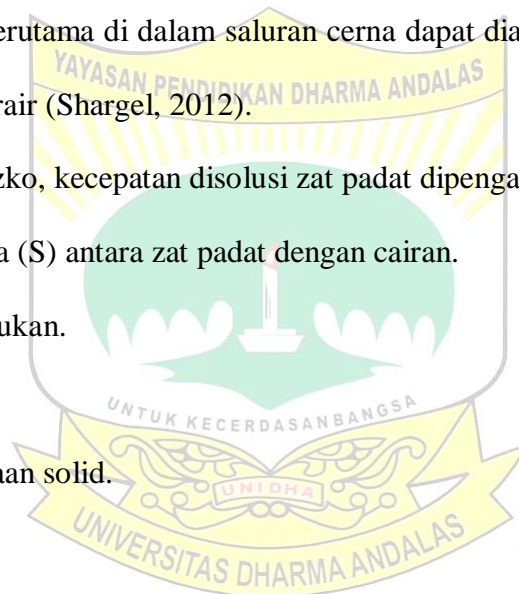 erutama di dalam saluran cerna dapat dia
YAYASAN PENDIDIKAN DHARMA ANDALAS
rair (Shargel, 2012).
zko, kecepatan disolusi zat padat dipenga
a (S) antara zat padat dengan cairan.
ukan.
UNTUK KECERDASAN BANGSA
aan solid.
UNIDHA
UNIVERSITAS DHARMA ANDALAS